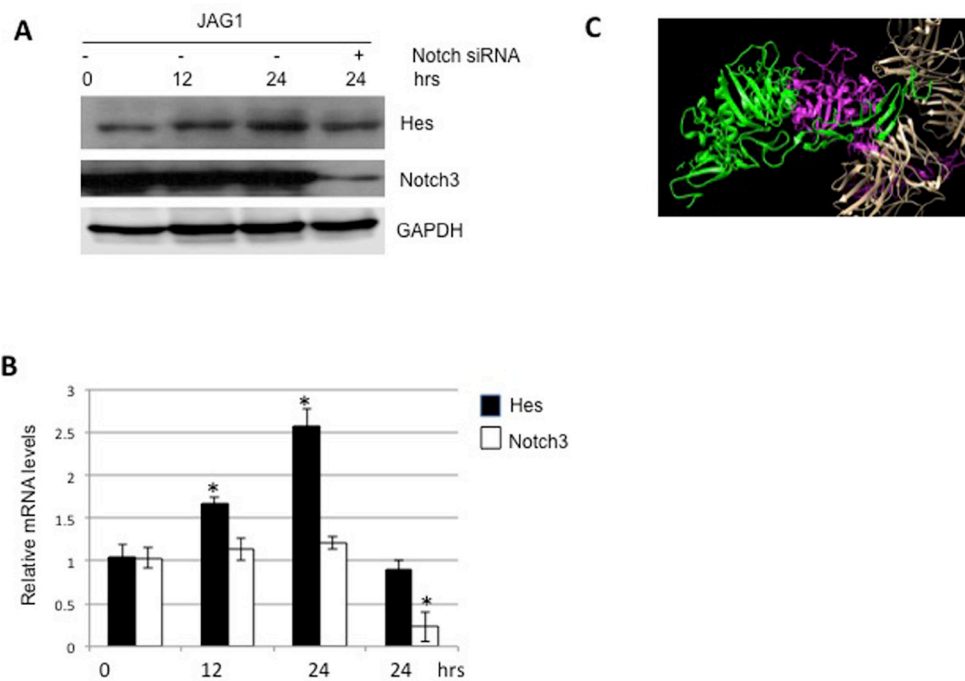 A
JAG1
- - - + Notch siRNA
0 12 24 24 hrs
Hes
Notch3
GAPDH
C
B
Relative mRNA levels
3
2.5
2
1.5
1
0.5
0
* * *
0 12 24 24 hrs
Hes
Notch3